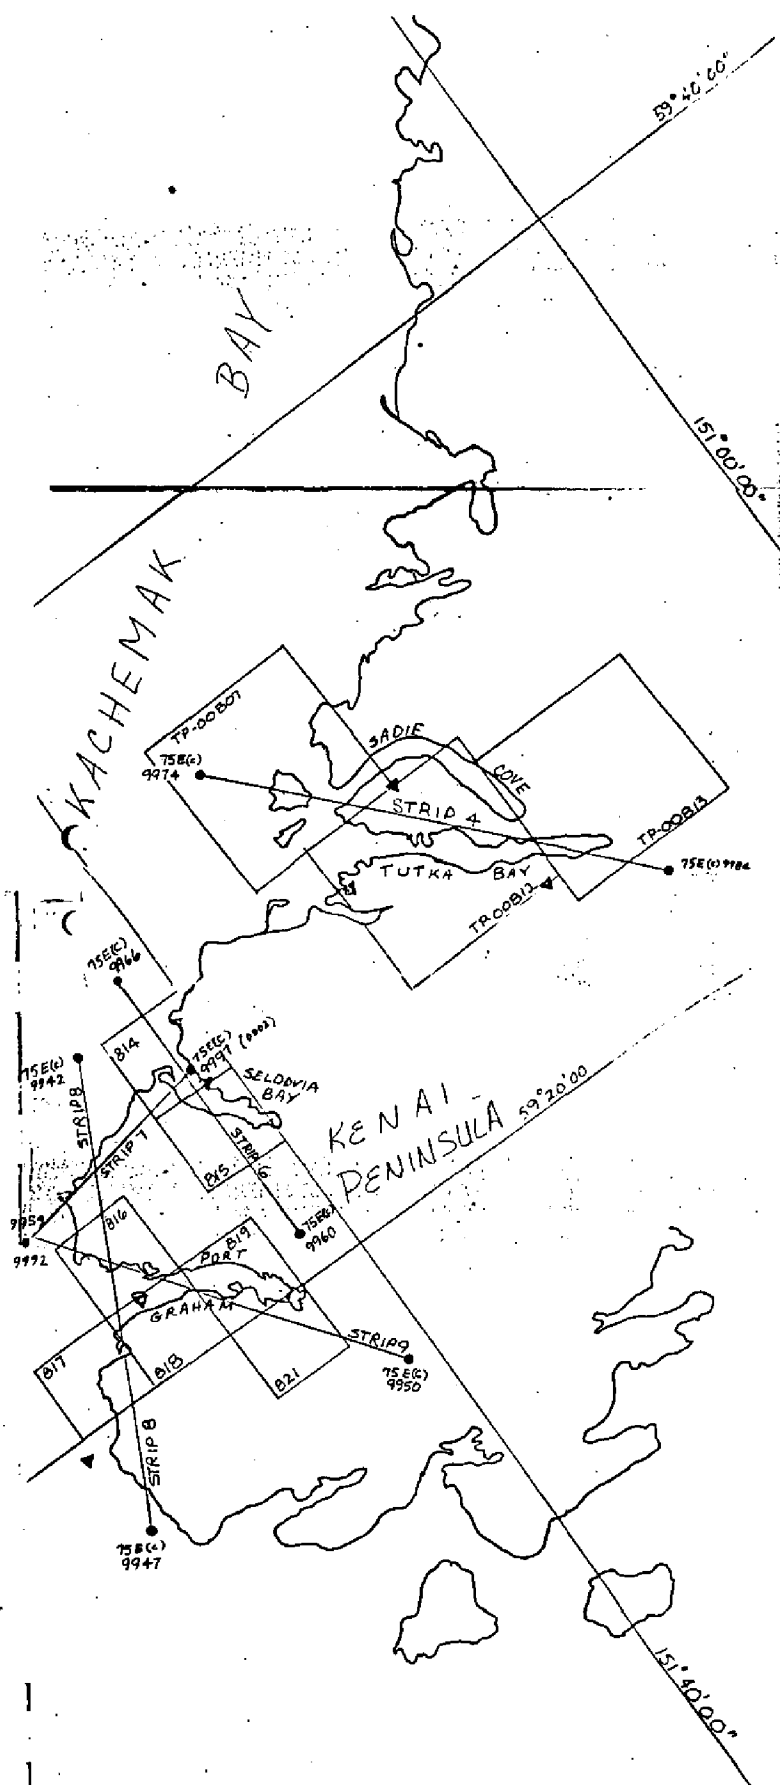 59° 40' 00"
BAY
151° 00' 00"
KACHEMAK
TP-00807
SADIE
COVE
75E(C)
9974
STRIP 4
TP-00813
TUTKA BAY
75E(C) 9984
TP-00812
75E(C)
9966
814
75E(C)
9997 (0002)
75E(C)
9942
SELDOVIA
BAY
STRIP 8
STRIP 7
STRIP 6
815
KENAI
PENINSULA
59° 20' 00
9959
9992
816
819
75E(C)
9960
PORT
GRAHAM
STRIP 9
75E(C)
9950
817
818
821
STRIP 8
75E(C)
9947
151° 40' 00"